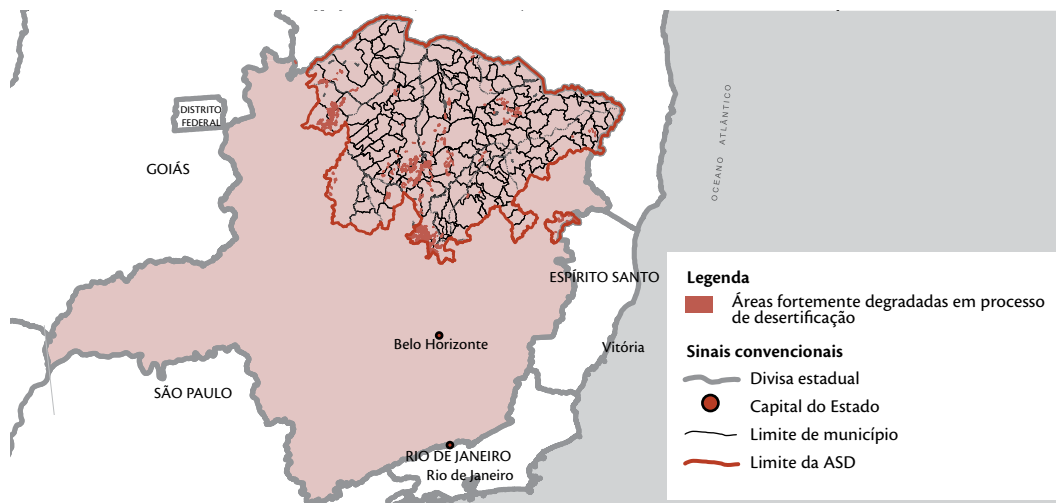 DISTRITO
FEDERAL
GOIÁS
OCEANO ATLÂNTICO
ESPÍRITO SANTO
Belo Horizonte
Vitória
SÃO PAULO
RIO DE JANEIRO
Rio de Janeiro
Legenda
Áreas fortemente degradadas em processo
de desertificação
Sinais convencionais
Divisa estadual
Capital do Estado
Limite de município
Limite da ASD